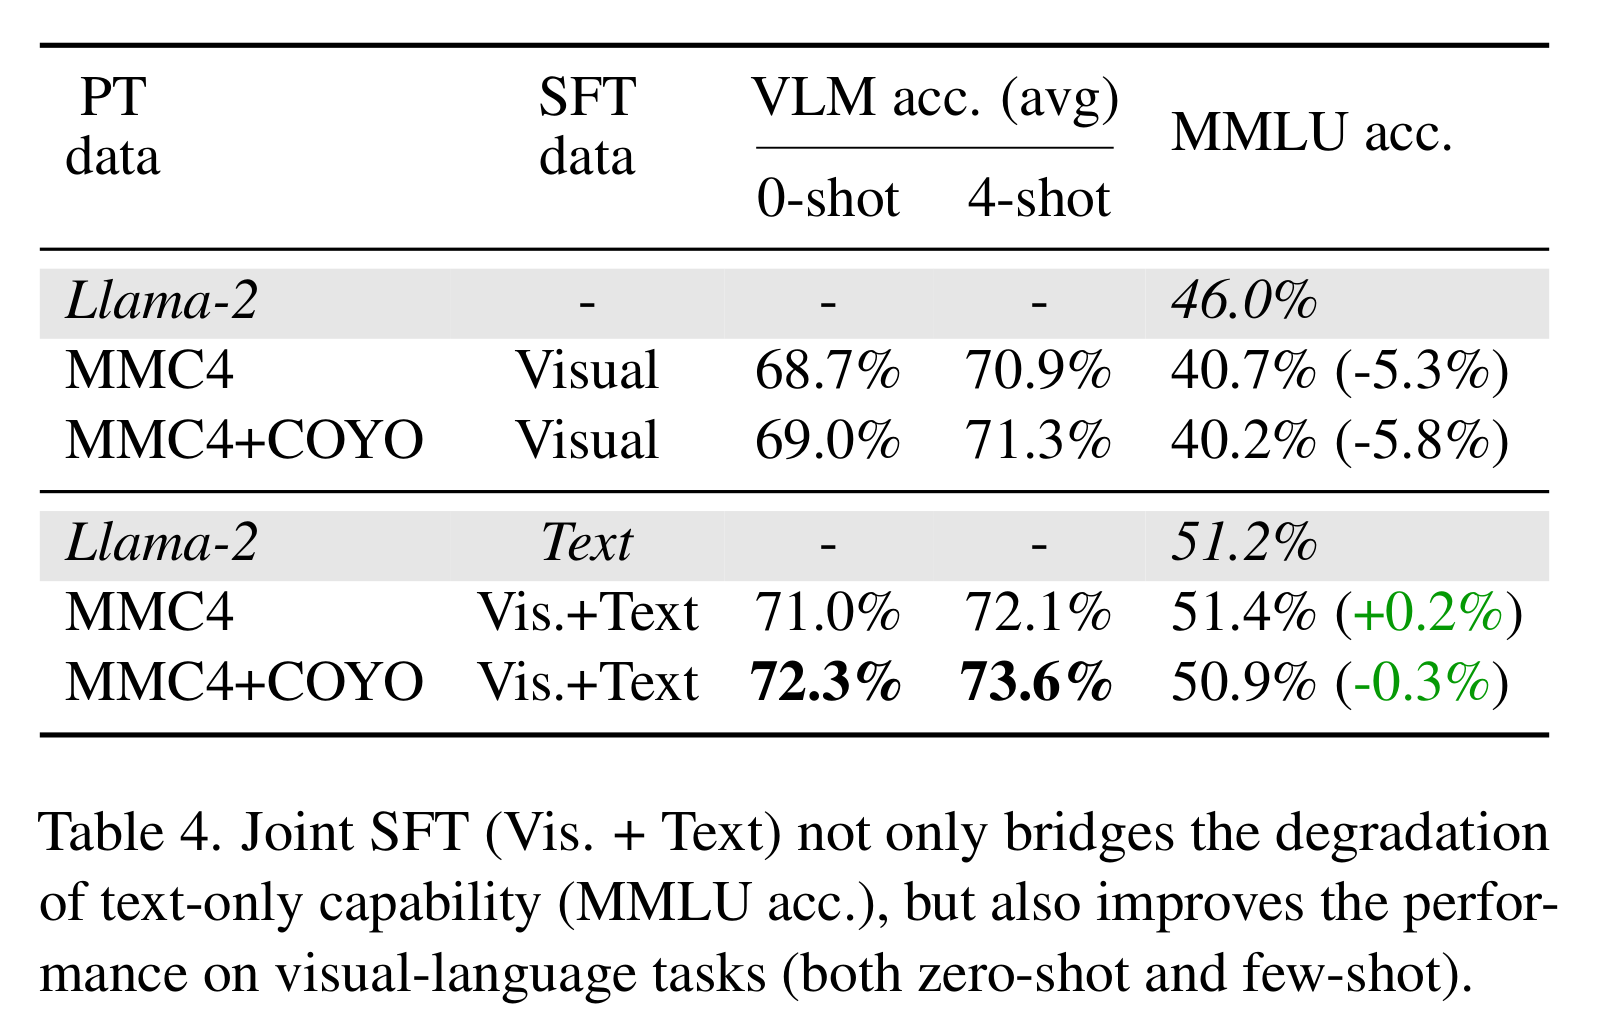 PT data SFT data VLM acc. (avg) MMLU acc.
0-shot 4-shot
Llama-2 - - - 46.0%
MMC4 Visual 68.7% 70.9% 40.7% (-5.3%)
MMC4+COYO Visual 69.0% 71.3% 40.2% (-5.8%)
Llama-2 Text - - 51.2%
MMC4 Vis.+Text 71.0% 72.1% 51.4% (+0.2%)
MMC4+COYO Vis.+Text 72.3% 73.6% 50.9% (-0.3%)
Table 4. Joint SFT (Vis. + Text) not only bridges the degradation
of text-only capability (MMLU acc.), but also improves the perfor-
mance on visual-language tasks (both zero-shot and few-shot).